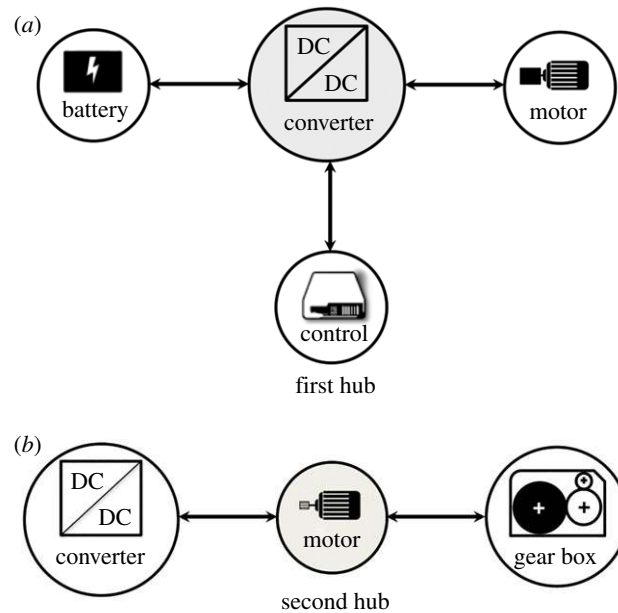 (a)
DC
DC
battery
converter
motor
control
first hub
(b)
DC
DC
converter
motor
gear box
second hub